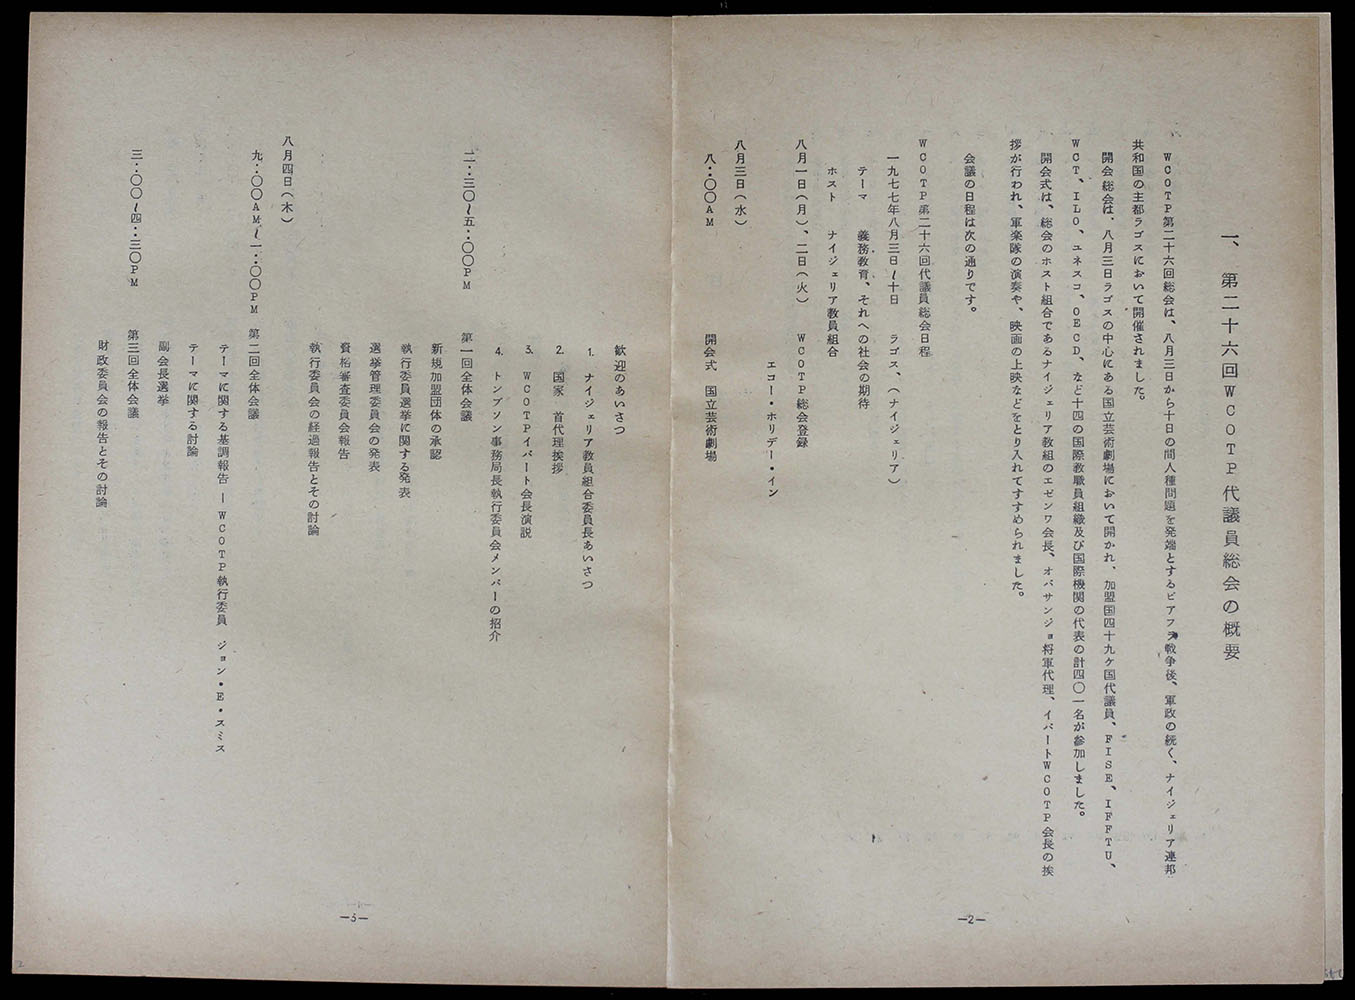 一、第二十六回WCOTP代議員総会の概要
WCOTP第二十六回総会は、八月三日から十日の間人種問題を発端とするビアフラ戦争後、軍政の続く、ナイジェリア連邦
共和国の主都ラゴスにおいて開催されました。
開会総会は、八月三日ラゴスの中心にある国立芸術劇場において開かれ、加盟国四十九ケ国代議員、FISE、IFFTU、
WCT、ILO、ユネスコ、OECD、など十四の国際教職員組織及び国際機関の代表の計四〇一名が参加しました。
開会式は、総会のホスト組合であるナイジェリア教組のエゼンワ会長、オバサンジョ将軍代理、イバートWCOTP会長の挨
拶が行われ、軍楽隊の演奏や、映画の上映などをとり入れてすすめられました。
会議の日程は次の通りです。
WCOTP第二十六回代議員総会日程
一九七七年八月三日〜十日 ラゴス、(ナイジェリア)
テーマ 義務教育、それへの社会の期待
ホスト ナイジェリア教員組合
八月一日(月)、二日(火) WCOTP総会登録
エコー・ホリデー・イン
八月三日(水)
八:〇〇AM 開会式 国立芸術劇場
歓迎のあいさつ
1. ナイジェリア教員組合委員長あいさつ
2. 国家 首代理挨拶
3. WCOTPイバート会長演説
4. トンプソン事務局長執行委員会メンバーの紹介
二:三〇〜五:〇〇PM 第一回全体会議
新規加盟団体の承認
執行委員選挙に関する発表
選挙管理委員会の発表
資格審査委員会報告
執行委員会の経過報告とその討論
八月四日(木)
九:〇〇AM〜一:〇〇PM 第二回全体会議
テーマに関する基調報告 ー WCOTP執行委員 ジョン・E・スミス
テーマに関する討論
副会長選挙
三:〇〇〜四:三〇PM 第三回全体会議
財政委員会の報告とその討論
—2—
—3—